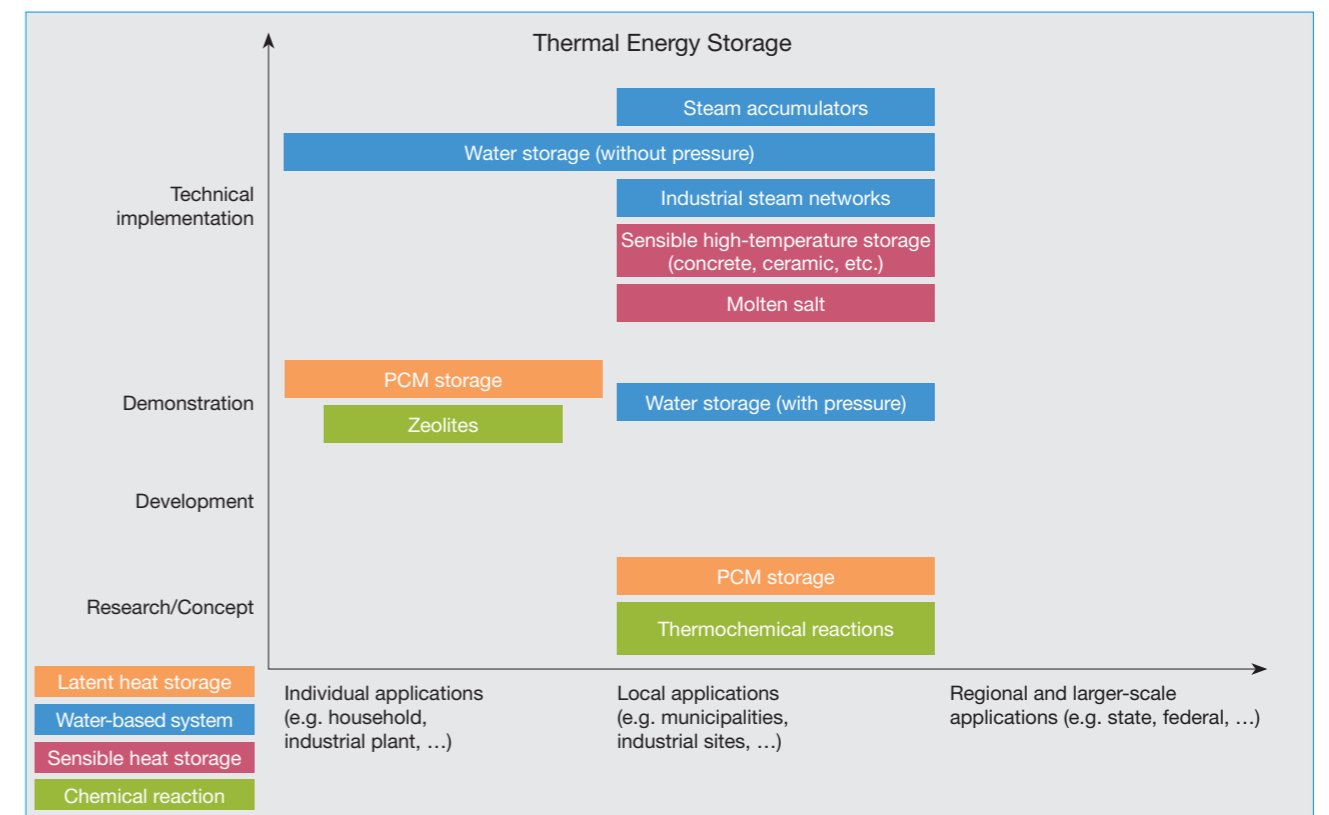 Thermal Energy Storage
Steam accumulators
Water storage (without pressure)
Technical
implementation
Industrial steam networks
Sensible high-temperature storage
(concrete, ceramic, etc.)
Molten salt
PCM storage
Demonstration
Water storage (with pressure)
Zeolites
Development
PCM storage
Research/Concept
Thermochemical reactions
Latent heat storage
Water-based system
Sensible heat storage
Chemical reaction
Individual applications
(e.g. household,
industrial plant, …)
Local applications
(e.g. municipalities,
industrial sites, …)
Regional and larger-scale
applications (e.g. state, federal, …)